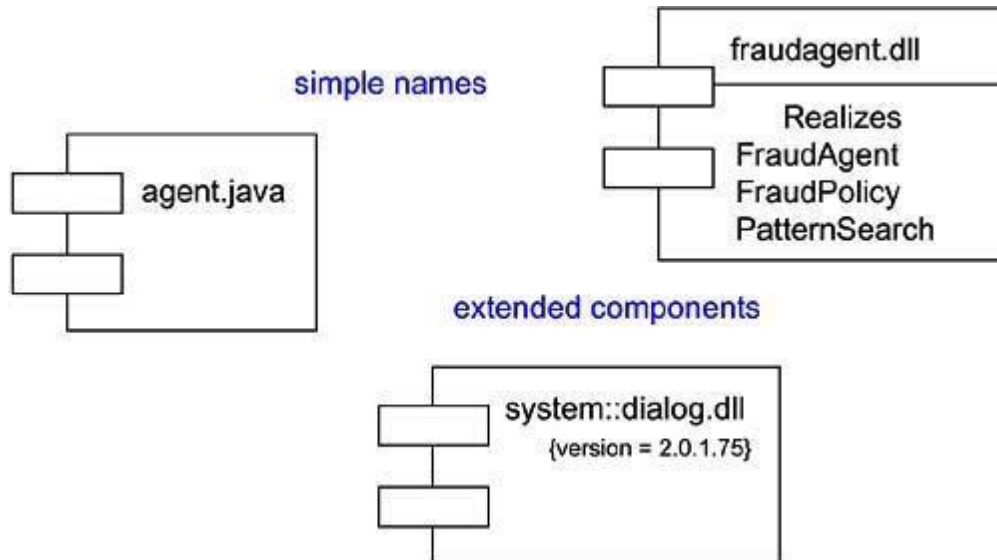 simple names
agent.java
fraudagent.dll
Realizes
FraudAgent
FraudPolicy
PatternSearch
extended components
system::dialog.dll
{version = 2.0.1.75}